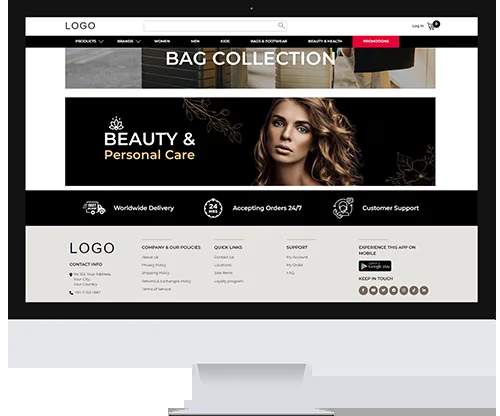 LOGO
Log in
0
PRODUCTS BRANDS WOMEN MEN KIDS BAGS & FOOTWEAR BEAUTY & HEALTH PROMOTIONS
BAG COLLECTION
BEAUTY &
Personal Care
Worldwide Delivery
24
HRS
Accepting Orders 24/7
Customer Support
LOGO
CONTACT INFO
No 123, Your Address,
Your City,
Your Country
COMPANY & OUR POLICIES
About Us
Privacy Policy
Shipping Policy
Returns & Exchanges Policy
Terms of Service
QUICK LINKS
Contact Us
Locations
Sale Items
Loyalty program
SUPPORT
My Account
My Order
FAQ
EXPERIENCE THIS APP ON
MOBILE
Google Play
KEEP IN TOUCH